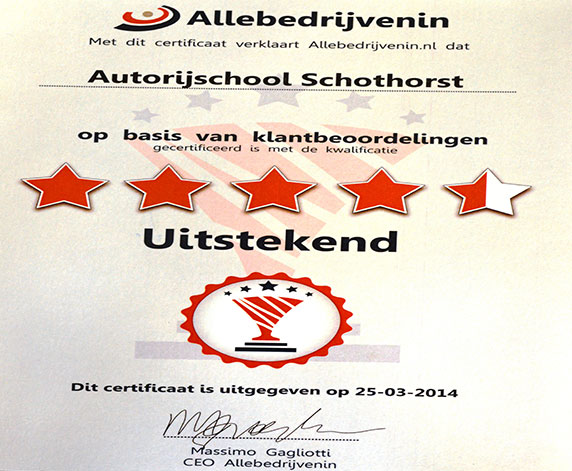 Allebedrijvenin
Met dit certificaat verklaart Allebedrijvenin.nl dat
Autorijschool Schothorst
op basis van klantbeoordelingen
gecertificeerd is met de kwalificatie
Uitstekend
Dit certificaat is uitgegeven op 25-03-2014
Massimo Gagliotti
CEO Allebedrijvenin